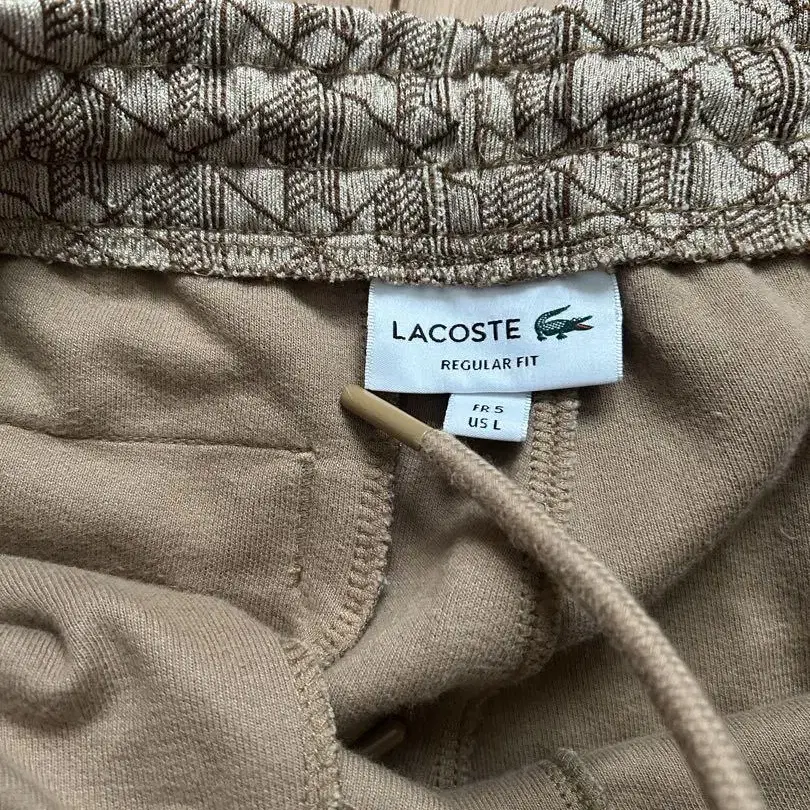 LACOSTE
REGULAR FIT
FR 5
US L